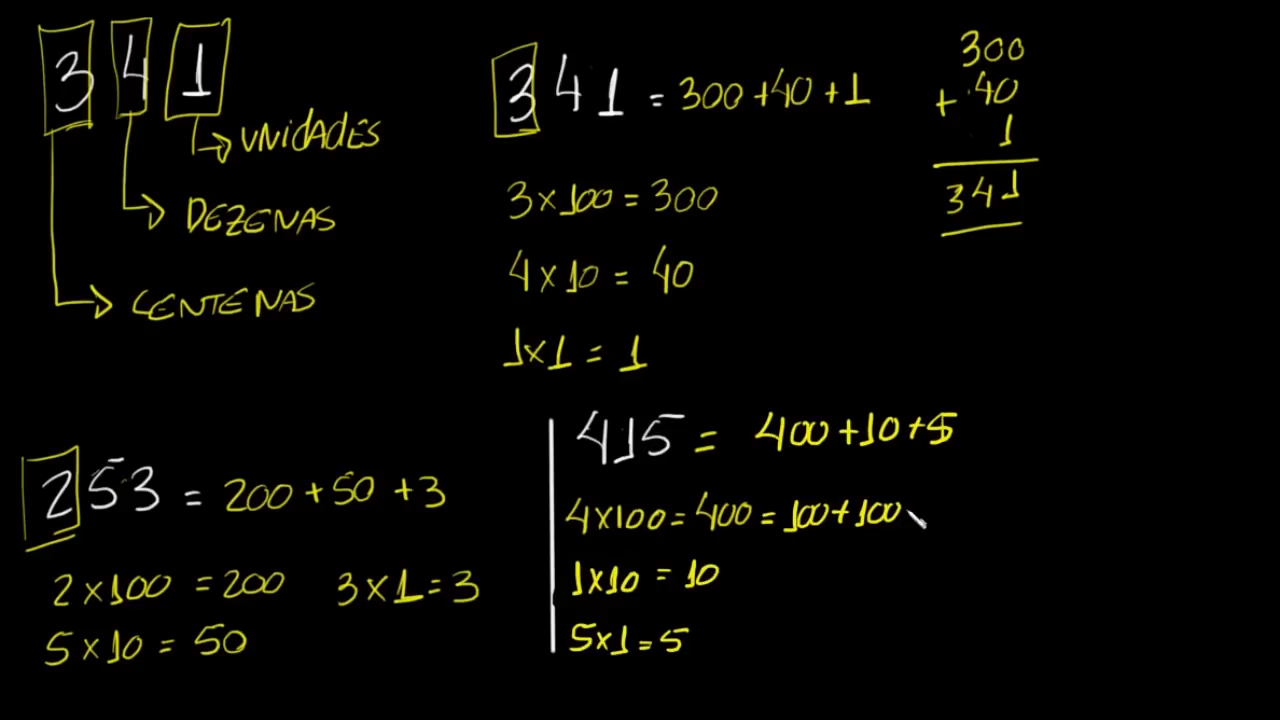 341
UNIDADES
DEZENAS
CENTENAS
341 = 300 + 40 + 1
3 x 100 = 300
4 x 10 = 40
1 x 1 = 1
300
40
+
1
341
253 = 200 + 50 + 3
2 x 100 = 200
3 x 1 = 3
5 x 10 = 50
415 = 400 + 10 + 5
4 x 100 = 400 = 100 + 100
1 x 10 = 10
5 x 1 = 5